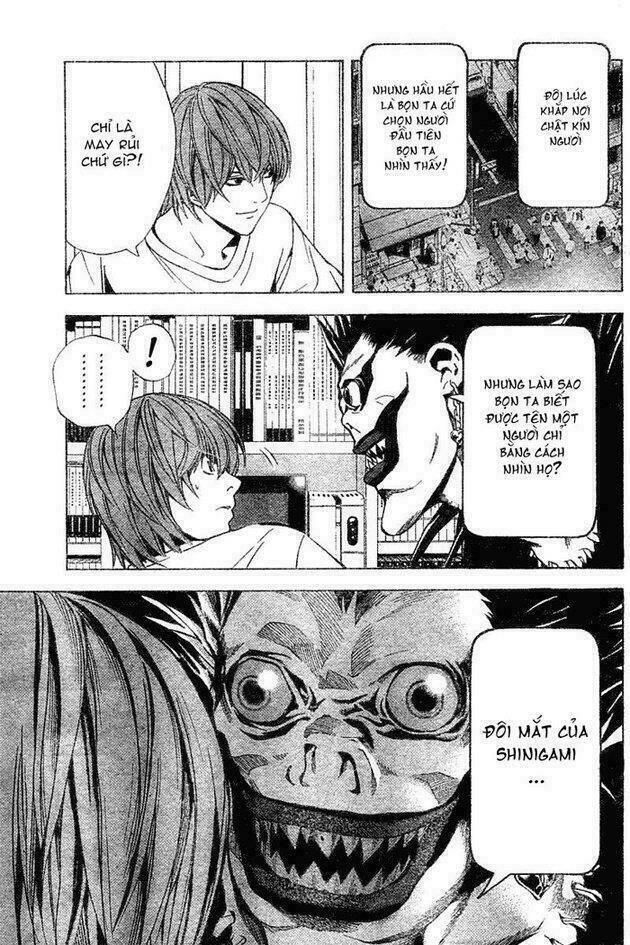 ĐÔI LÚC
KHẮP NƠI
CHẬT KÍN
NGƯỜI
NHƯNG HẦU HẾT
LÀ BỌN TA CỨ
CHỌN NGƯỜI
ĐẦU TIÊN
BỌN TA
NHÌN THẤY!
CHỈ LÀ
MAY RỦI
CHỨ GÌ?!
NHƯNG LÀM SAO
BỌN TA BIẾT
ĐƯỢC TÊN MỘT
NGƯỜI CHỈ
BẰNG CÁCH
NHÌN HỌ?
!
........
........
ĐÔI MẮT CỦA
SHINIGAMI
...